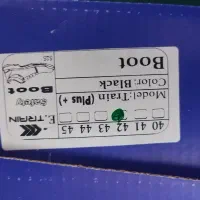 40 41 42 43 44 45
Model:Train (Plus +)
Color:Black
Boot
E.TRAIN
Safety
Boot